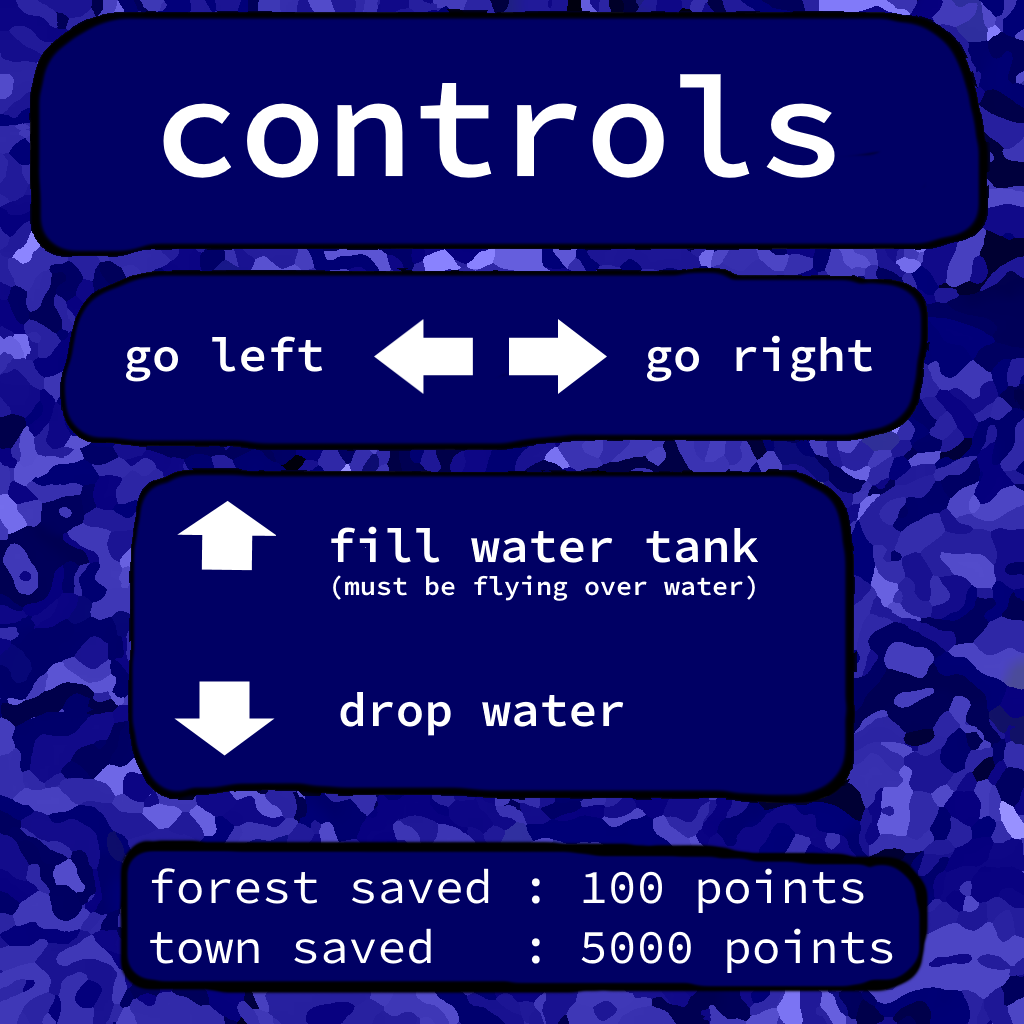 controls
go left go right
fill water tank
(must be flying over water)
drop water
forest saved : 100 points
town saved : 5000 points